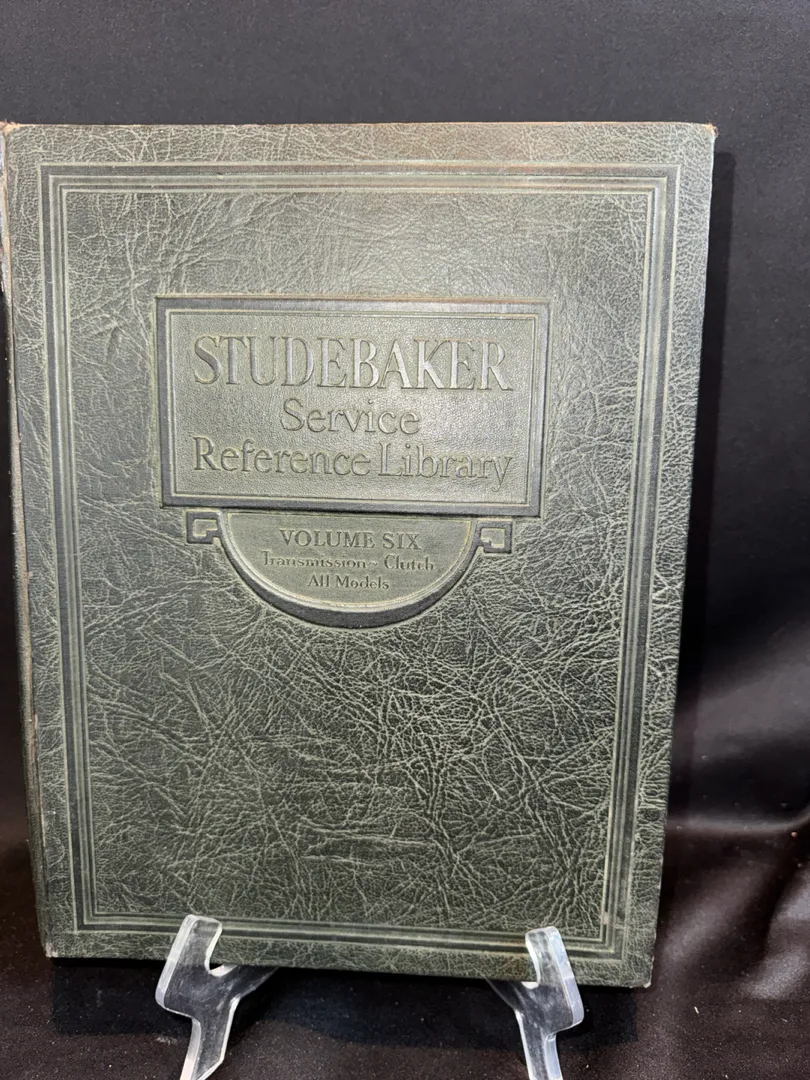 STUDEBAKER
Service
Reference Library
VOLUME SIX
Transmission ~ Clutch
All Models